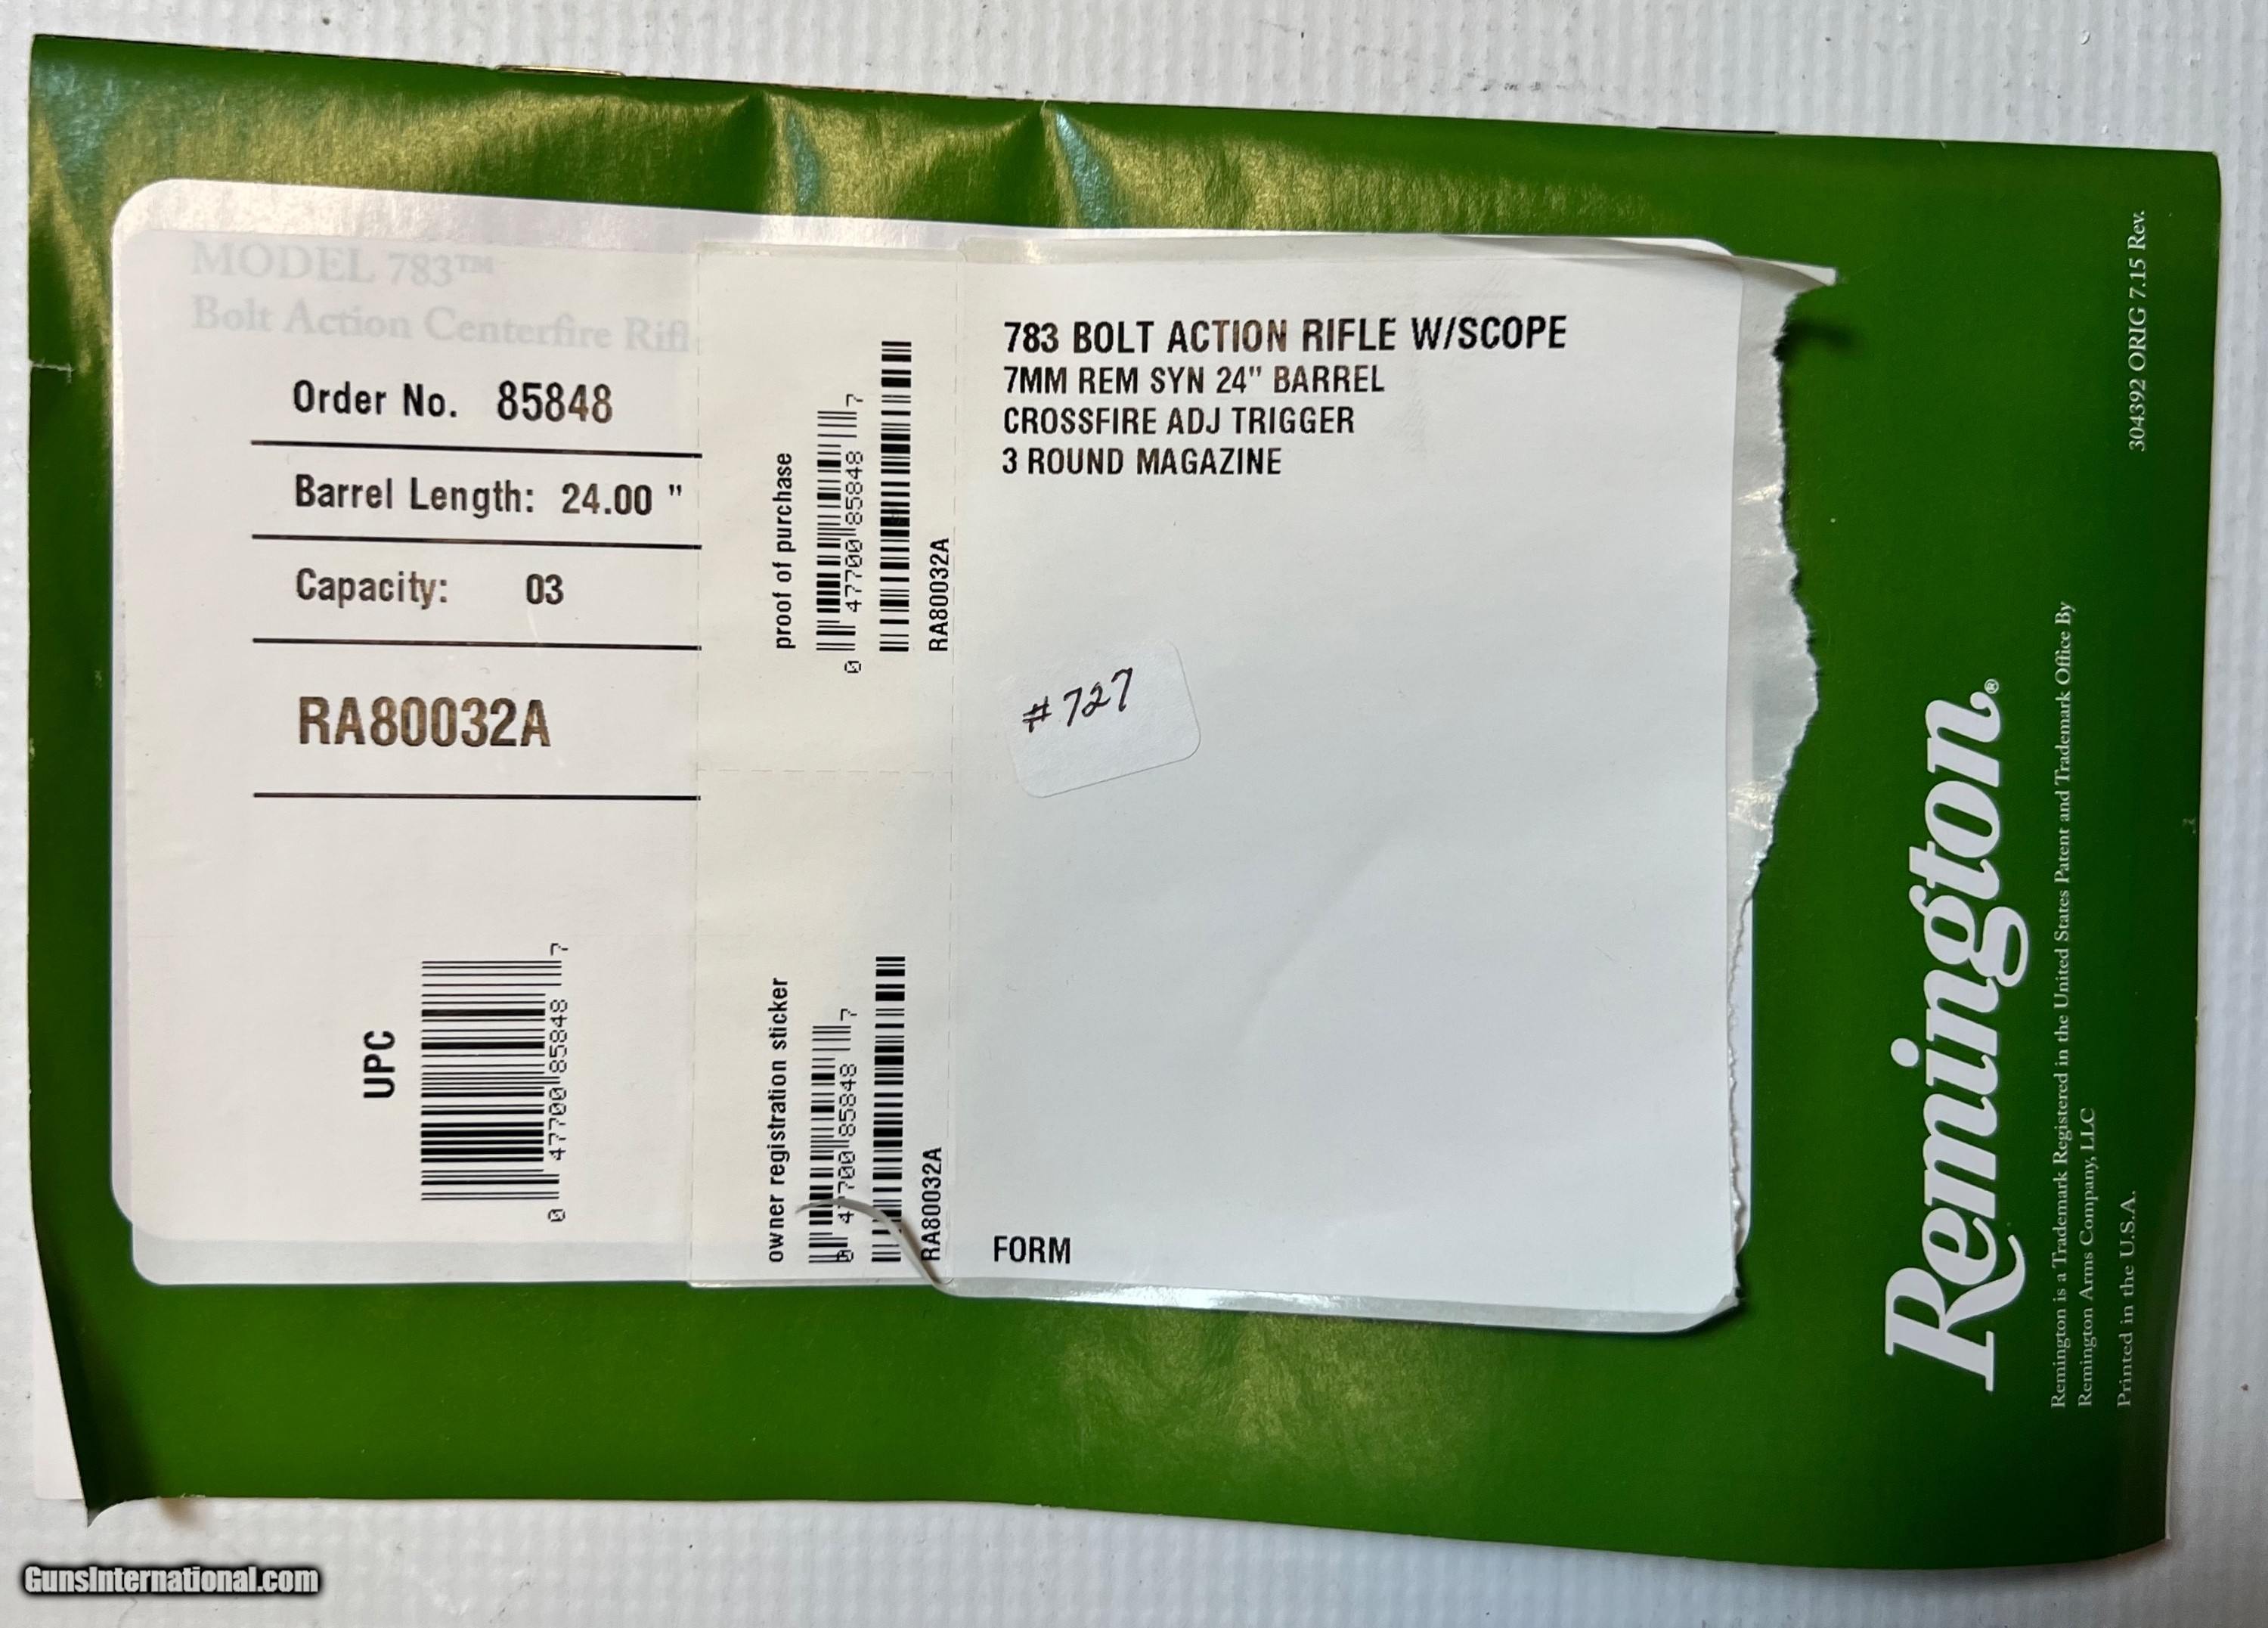 MODEL 783™
Bolt Action Centerfire Rifl
Order No. 85848
Barrel Length: 24.00 "
Capacity: 03
RA80032A
UPC
0 47700 85848 7
proof of purchase
0 47700 85848 7
RA80032A
owner registration sticker
0 47700 85848 7
RA80032A
783 BOLT ACTION RIFLE W/SCOPE
7MM REM SYN 24" BARREL
CROSSFIRE ADJ TRIGGER
3 ROUND MAGAZINE
#727
FORM
Remington®
Remington is a Trademark Registered in the United States Patent and Trademark Office By
Remington Arms Company, LLC
Printed in the U.S.A.
304392 ORIG 7.15 Rev.
GunsInternational.com